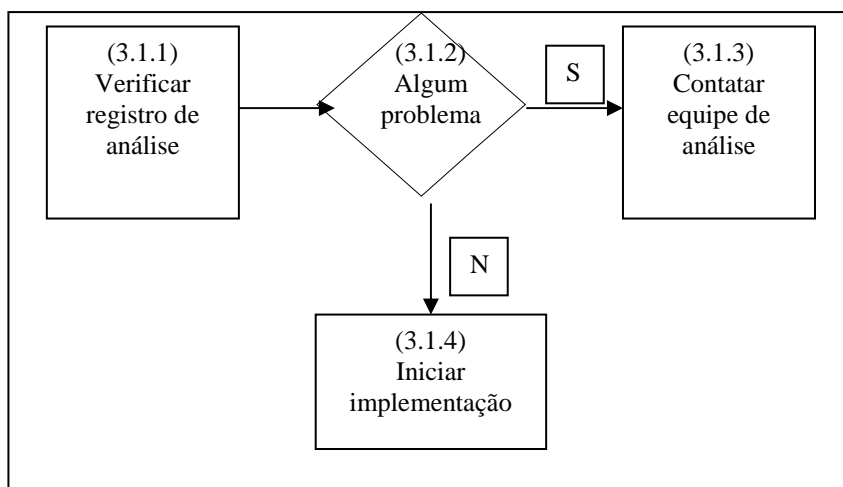 (3.1.1)
Verificar
registro de
análise
(3.1.2)
Algum
problema
S
(3.1.3)
Contatar
equipe de
análise
N
(3.1.4)
Iniciar
implementação